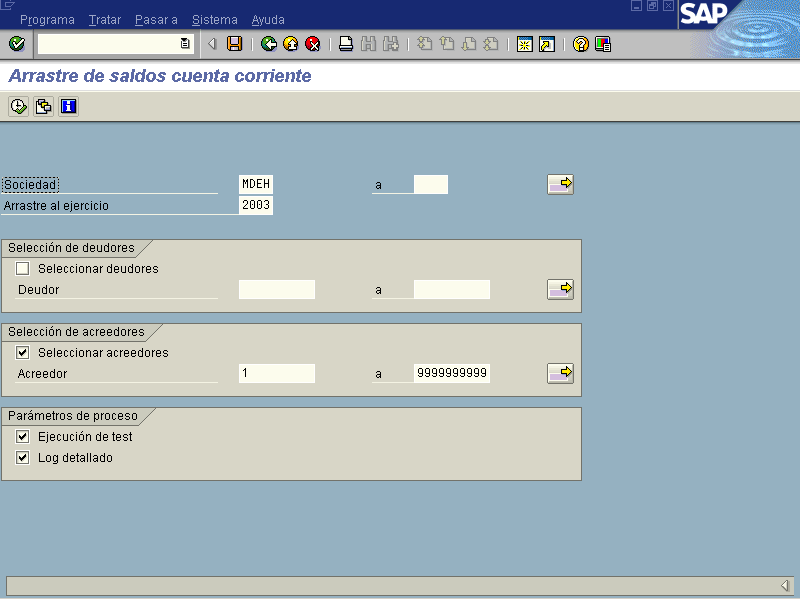 Programa Tratar Pasar a Sistema Ayuda
SAP
Arrastre de saldos cuenta corriente
Sociedad MDEH a
Arrastre al ejercicio 2003
Selección de deudores
Seleccionar deudores
Deudor a
Selección de acreedores
Seleccionar acreedores
Acreedor 1 a 9999999999
Parámetros de proceso
Ejecución de test
Log detallado